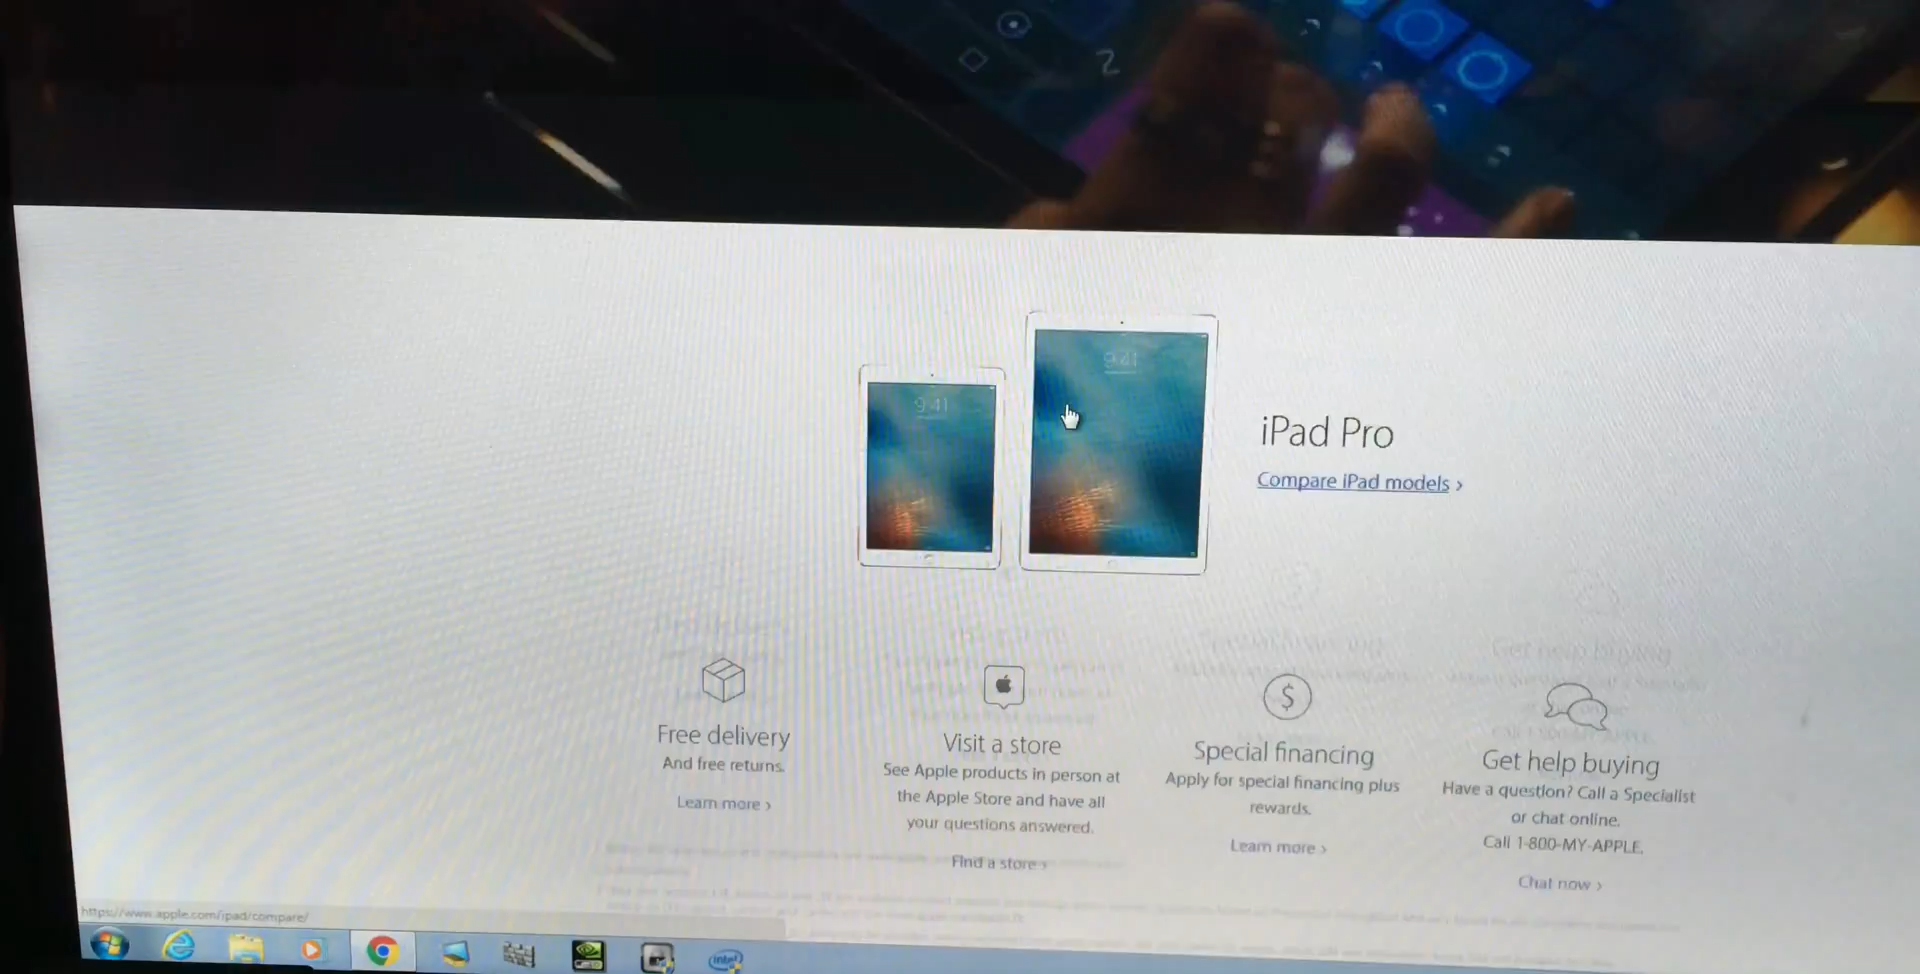 9:41
9:41
iPad Pro
Compare iPad models ›
Free delivery
And free returns.
Learn more ›
Visit a store
See Apple products in person at
the Apple Store and have all
your questions answered.
Find a store ›
Special financing
Apply for special financing plus
rewards.
Learn more ›
Get help buying
Have a question? Call a Specialist
or chat online.
Call 1-800-MY-APPLE.
Chat now ›
https://www.apple.com/ipad/compare/
intel